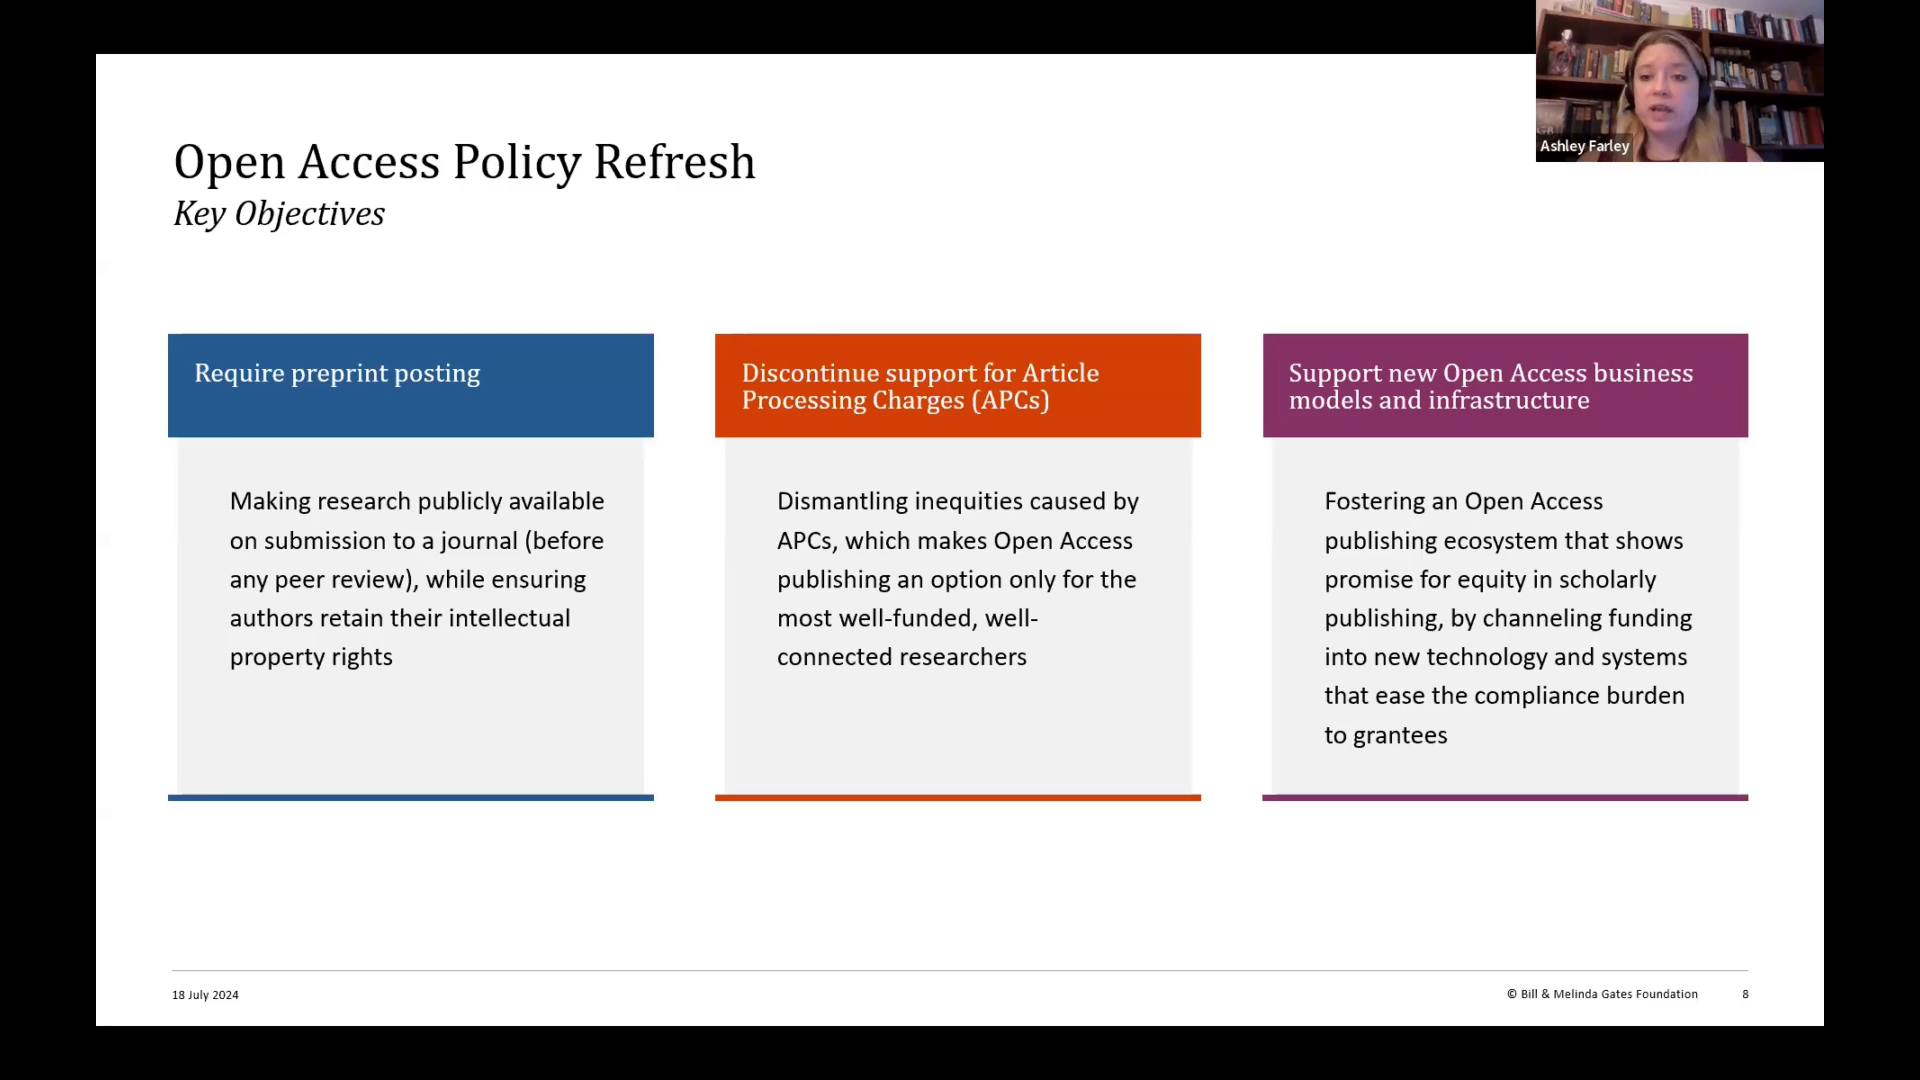 Ashley Farley
Open Access Policy Refresh
Key Objectives
Require preprint posting
Making research publicly available
on submission to a journal (before
any peer review), while ensuring
authors retain their intellectual
property rights
Discontinue support for Article
Processing Charges (APCs)
Dismantling inequities caused by
APCs, which makes Open Access
publishing an option only for the
most well-funded, well-
connected researchers
Support new Open Access business
models and infrastructure
Fostering an Open Access
publishing ecosystem that shows
promise for equity in scholarly
publishing, by channeling funding
into new technology and systems
that ease the compliance burden
to grantees
18 July 2024
© Bill & Melinda Gates Foundation
8